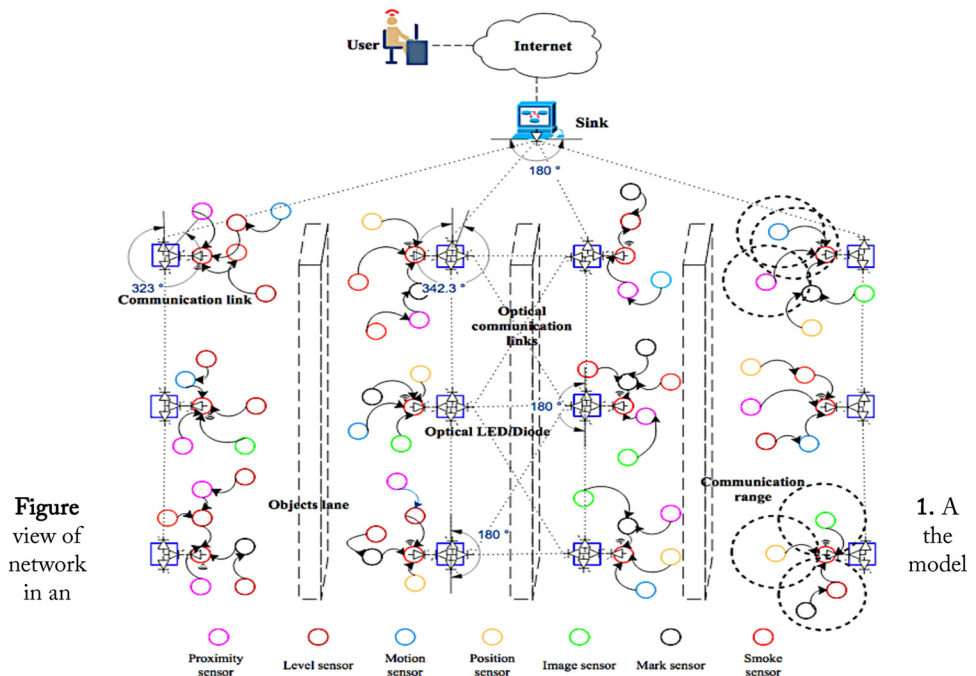 User
Internet
Sink
180 °
323 °
Communication link
342.3 °
Optical
communication
links
180 °
Optical LED/Diode
Objects lane
180 °
Communication
range
Figure
view of
network
in an
1. A
the
model
Proximity
sensor
Level sensor
Motion
sensor
Position
sensor
Image sensor
Mark sensor
Smoke
sensor